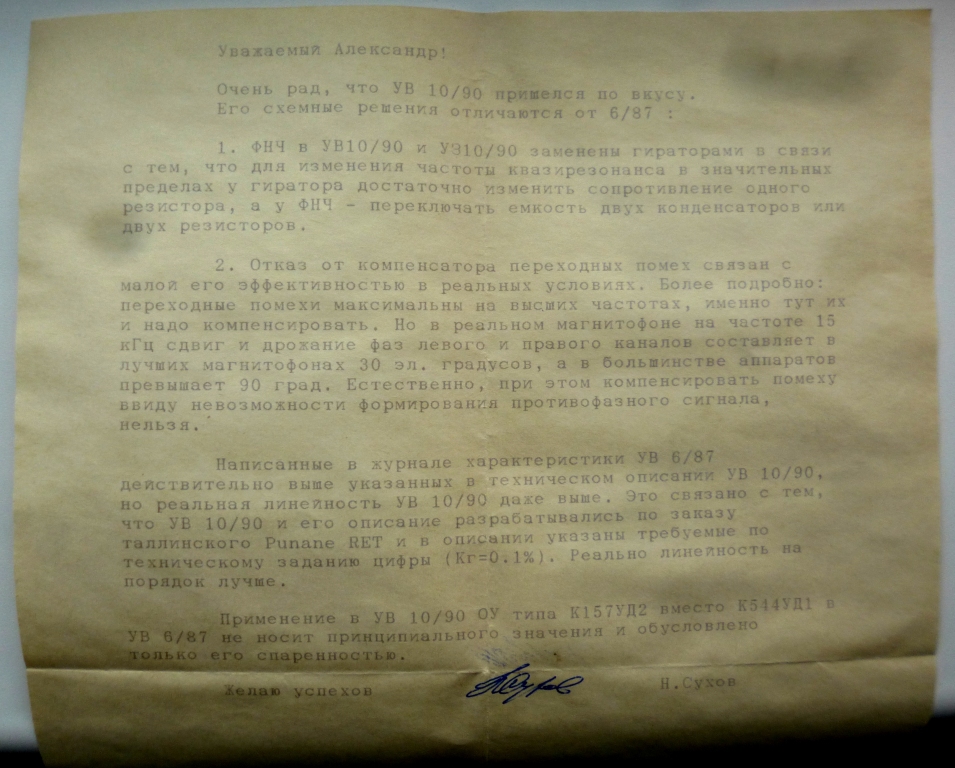 Уважаемый Александр!
Очень рад, что УВ 10/90 пришелся по вкусу.
Его схемные решения отличаются от 6/87 :
1. ФНЧ в УВ10/90 и УЗ10/90 заменены гираторами в связи
с тем, что для изменения частоты квазирезонанса в значительных
пределах у гиратора достаточно изменить сопротивление одного
резистора, а у ФНЧ - переключать емкость двух конденсаторов или
двух резисторов.
2. Отказ от компенсатора переходных помех связан с
малой его эффективностью в реальных условиях. Более подробно:
переходные помехи максимальны на высших частотах, именно тут их
и надо компенсировать. Но в реальном магнитофоне на частоте 15
кГц сдвиг и дрожание фаз левого и правого каналов составляет в
лучших магнитофонах 30 эл. градусов, а в большинстве аппаратов
превышает 90 град. Естественно, при этом компенсировать помеху
ввиду невозможности формирования противофазного сигнала,
нельзя.
Написанные в журнале характеристики УВ 6/87
действительно выше указанных в техническом описании УВ 10/90,
но реальная линейность УВ 10/90 даже выше. Это связано с тем,
что УВ 10/90 и его описание разрабатывались по заказу
таллинского Punane RET и в описании указаны требуемые по
техническому заданию цифры (Кг=0.1%). Реально линейность на
порядок лучше.
Применение в УВ 10/90 ОУ типа К157УД2 вместо К544УД1 в
УВ 6/87 не носит принципиального значения и обусловлено
только его спаренностью.
Желаю успехов Н.Сухов